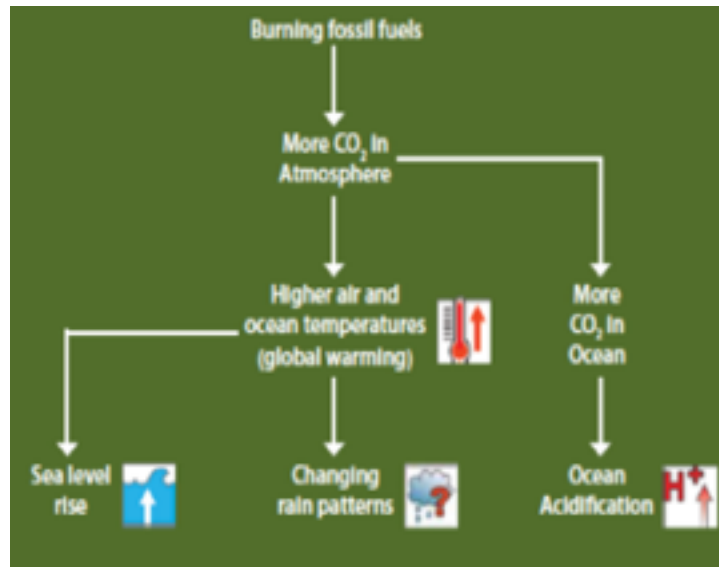 Burning fossil fuels
More CO₂ in
Atmosphere
Higher air and
ocean temperatures
(global warming)
More
CO₂ in
Ocean
Sea level
rise
Changing
rain patterns
?
Ocean
Acidification
H⁺